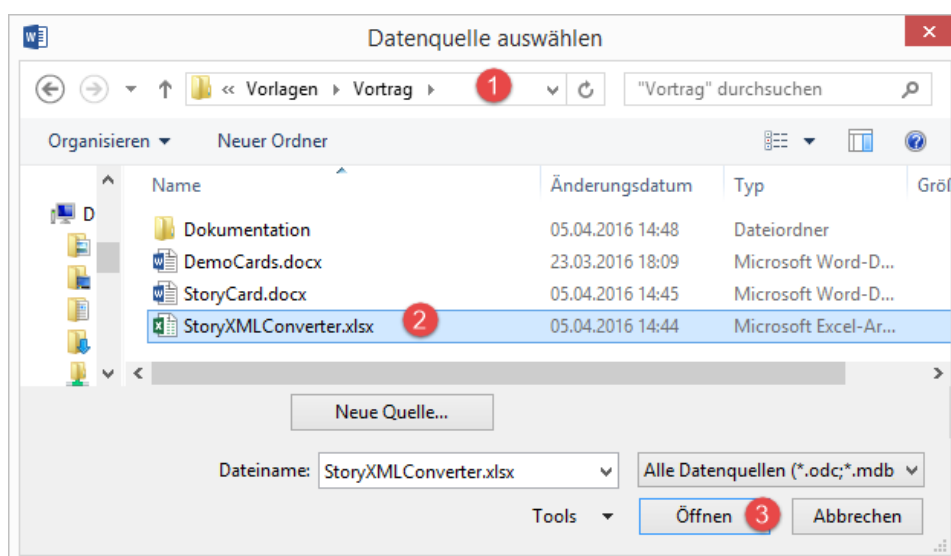 Datenquelle auswählen
« Vorlagen Vortrag 1 "Vortrag" durchsuchen
Organisieren Neuer Ordner
Name Änderungsdatum Typ Größ
D
Dokumentation 05.04.2016 14:48 Dateiordner
DemoCards.docx 23.03.2016 18:09 Microsoft Word-D...
StoryCard.docx 05.04.2016 14:45 Microsoft Word-D...
StoryXMLConverter.xlsx 2 05.04.2016 14:44 Microsoft Excel-Ar...
Neue Quelle...
Dateiname: StoryXMLConverter.xlsx Alle Datenquellen (*.odc;*.mdb
Tools Öffnen 3 Abbrechen